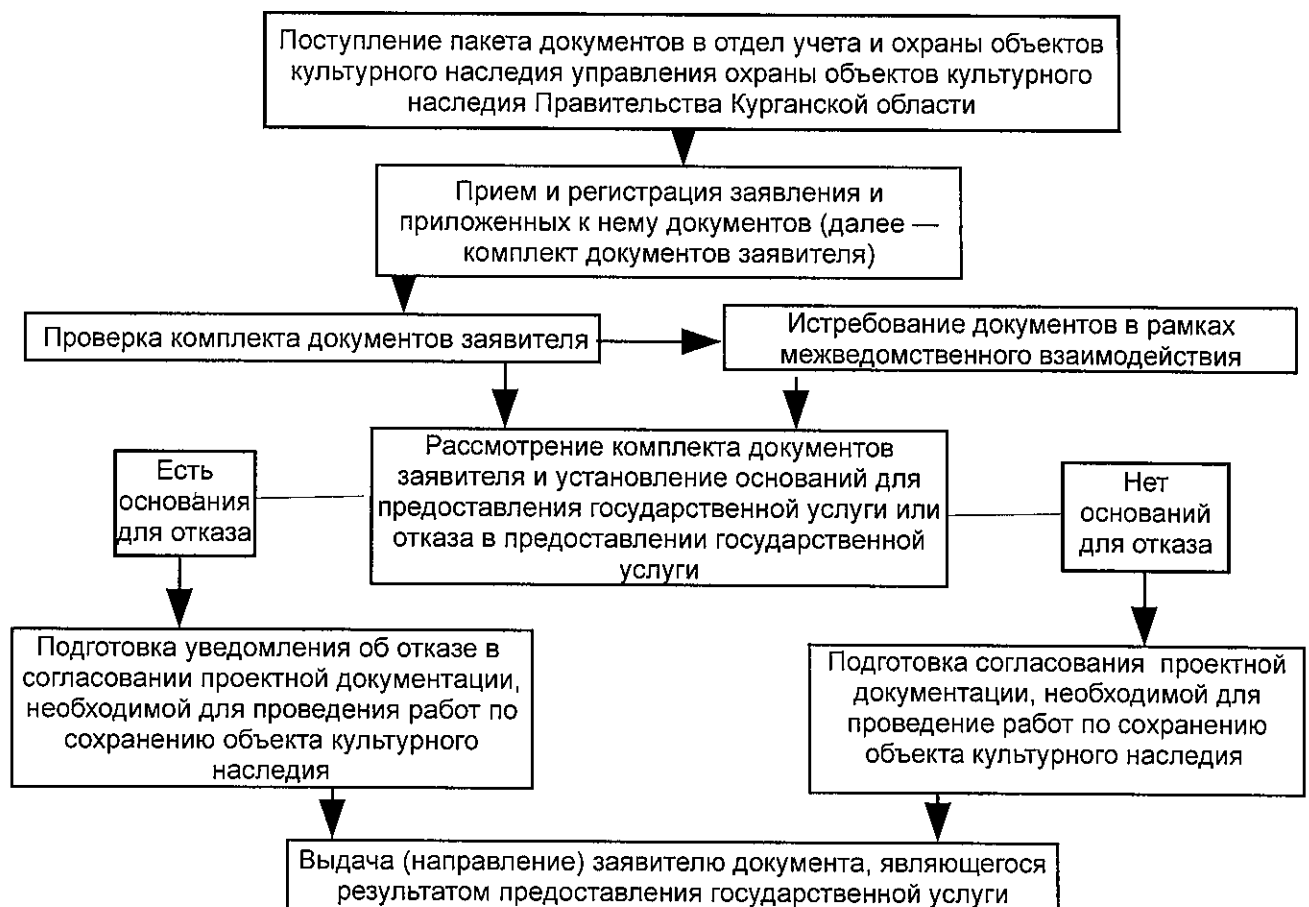 Поступление пакета документов в отдел учета и охраны объектов
культурного наследия управления охраны объектов культурного
наследия Правительства Курганской области
Прием и регистрация заявления и
приложенных к нему документов (далее —
комплект документов заявителя)
Проверка комплекта документов заявителя
Истребование документов в рамках
межведомственного взаимодействия
Рассмотрение комплекта документов
заявителя и установление оснований для
предоставления государственной услуги или
отказа в предоставлении государственной
услуги
Есть
основания
для отказа
Нет
оснований
для отказа
Подготовка уведомления об отказе в
согласовании проектной документации,
необходимой для проведения работ по
сохранению объекта культурного
наследия
Подготовка согласования проектной
документации, необходимой для
проведение работ по сохранению
объекта культурного наследия
Выдача (направление) заявителю документа, являющегося
результатом предоставления государственной услуги